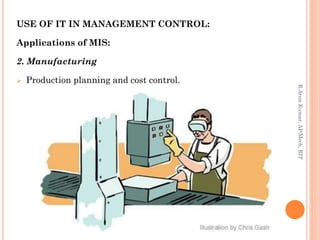 USE OF IT IN MANAGEMENT CONTROL:
Applications of MIS:
2. Manufacturing
Production planning and cost control.
R.Arun Kumar, AP/Mech, RIT
Illustration by Chris Gash